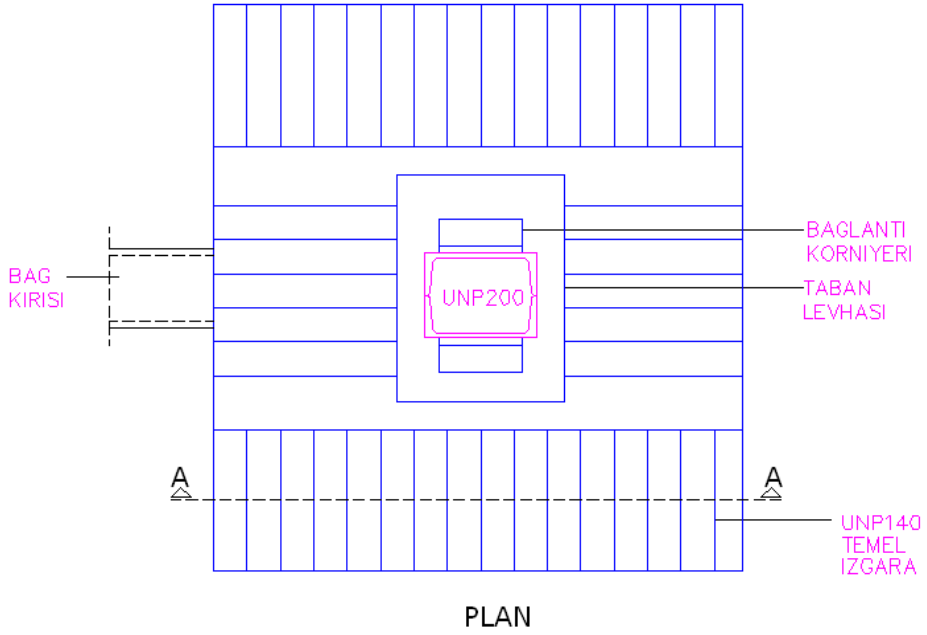 BAGLANTI
KORNIYERI
BAG
KIRISI
UNP200
TABAN
LEVHASI
A
A
UNP140
TEMEL
IZGARA
PLAN